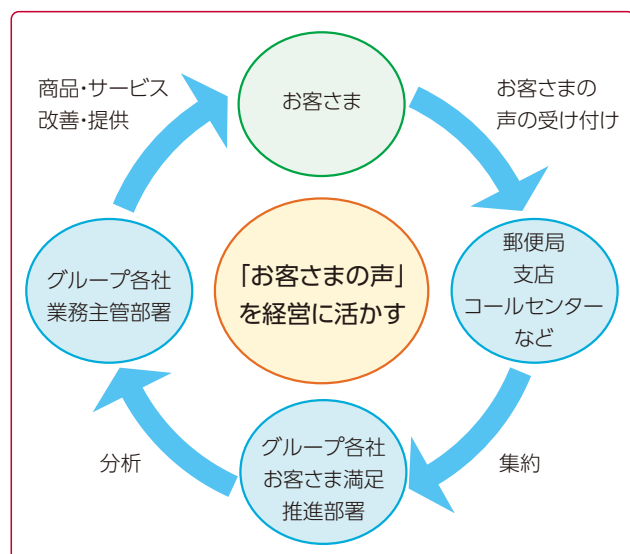 お客さま
お客さまの
声の受け付け
郵便局
支店
コールセンター
など
集約
グループ各社
お客さま満足
推進部署
分析
グループ各社
業務主管部署
商品・サービス
改善・提供
「お客さまの声」
を経営に活かす